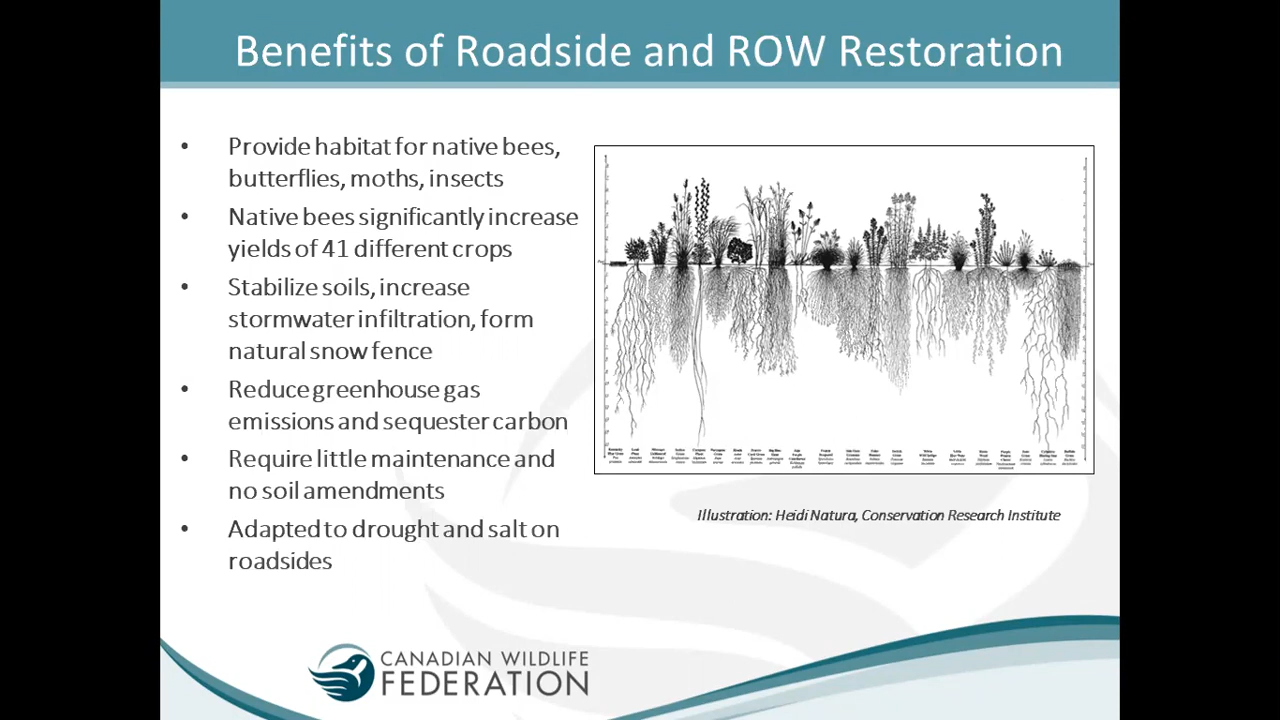 Benefits of Roadside and ROW Restoration
• Provide habitat for native bees,
butterflies, moths, insects
• Native bees significantly increase
yields of 41 different crops
• Stabilize soils, increase
stormwater infiltration, form
natural snow fence
• Reduce greenhouse gas
emissions and sequester carbon
• Require little maintenance and
no soil amendments
• Adapted to drought and salt on
roadsides
Illustration: Heidi Natura, Conservation Research Institute
CANADIAN WILDLIFE
FEDERATION